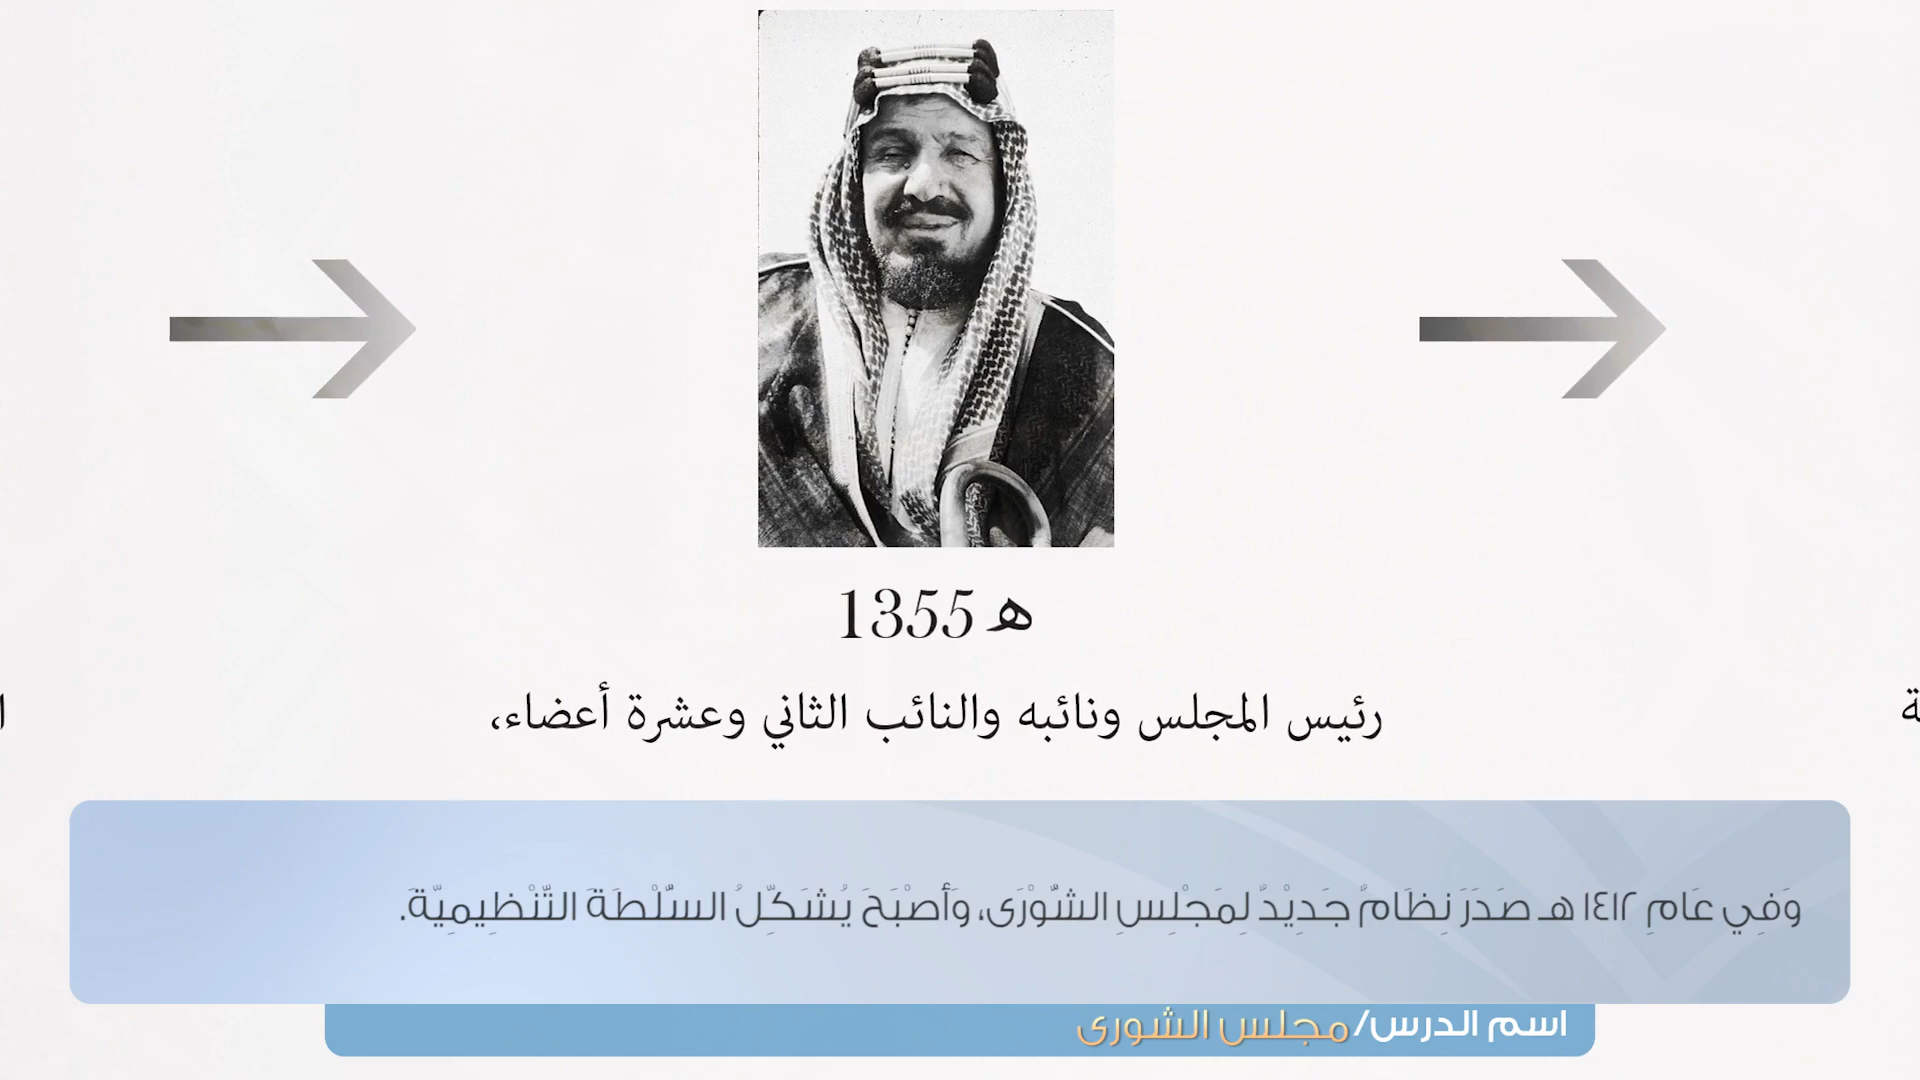 1355 ه
رئيس المجلس ونائبه والنائب الثاني وعشرة أعضاء،
وَفِي عَامِ ١٤١٢ هـ صَدَرَ نِظَامٌ جَدِيْدٌ لِمَجْلِسِ الشُّوْرَى، وَأَصْبَحَ يُشَكِّلُ السُّلْطَةَ التَّنْظِيمِيَّةَ.
اسم الدرس/مجلس الشورى